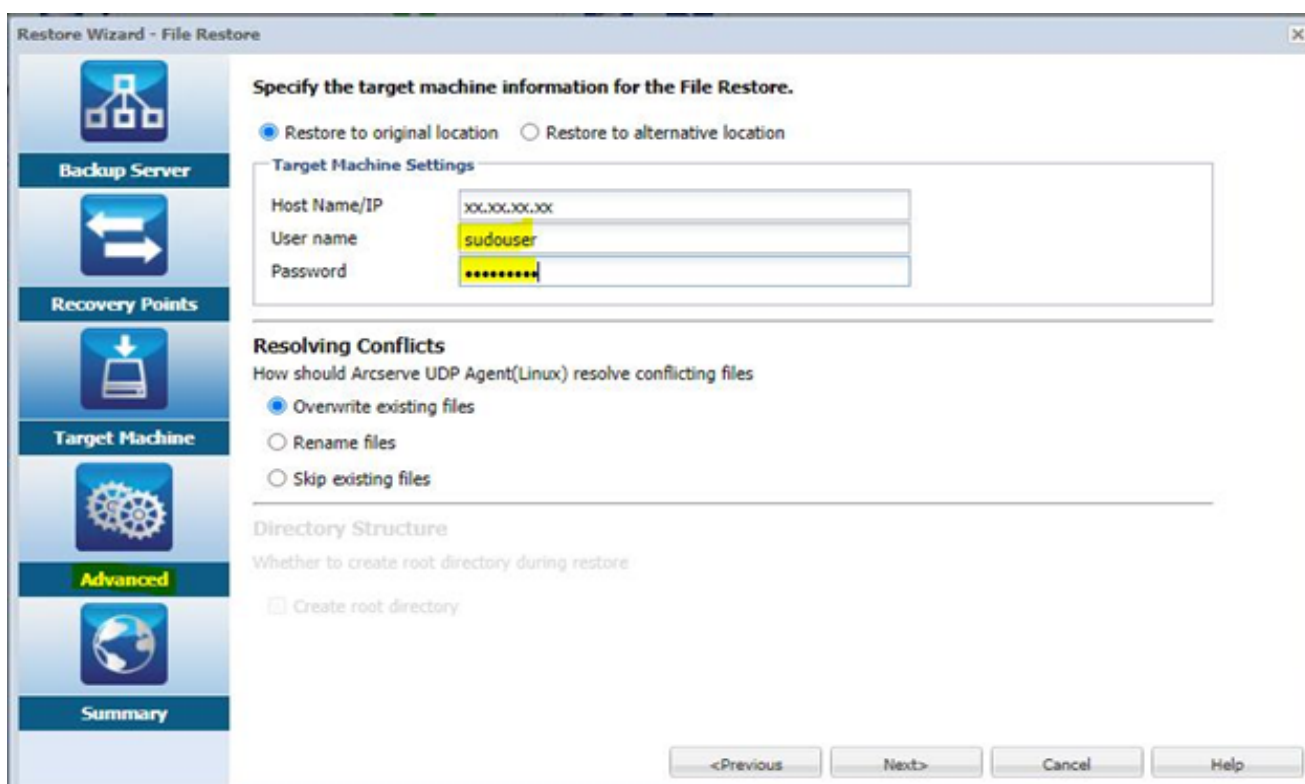 Restore Wizard - File Restore
Backup Server
Recovery Points
Target Machine
Advanced
Summary
Specify the target machine information for the File Restore.
Restore to original location Restore to alternative location
Target Machine Settings
Host Name/IP xx.xx.xx.xx
User name sudouser
Password •••••••••
Resolving Conflicts
How should Arcserve UDP Agent(Linux) resolve conflicting files
Overwrite existing files
Rename files
Skip existing files
Directory Structure
Whether to create root directory during restore
Create root directory
<Previous Next> Cancel Help